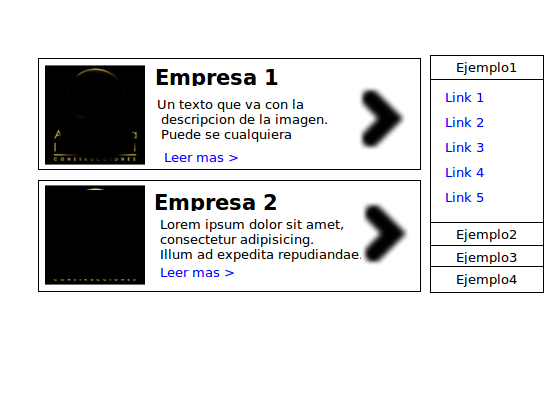 Empresa 1
Un texto que va con la
descripcion de la imagen.
Puede se cualquiera
Leer mas >
CONSTRUCCIONES
Empresa 2
Lorem ipsum dolor sit amet,
consectetur adipisicing.
Illum ad expedita repudiandae.
Leer mas >
Ejemplo1
Link 1
Link 2
Link 3
Link 4
Link 5
Ejemplo2
Ejemplo3
Ejemplo4